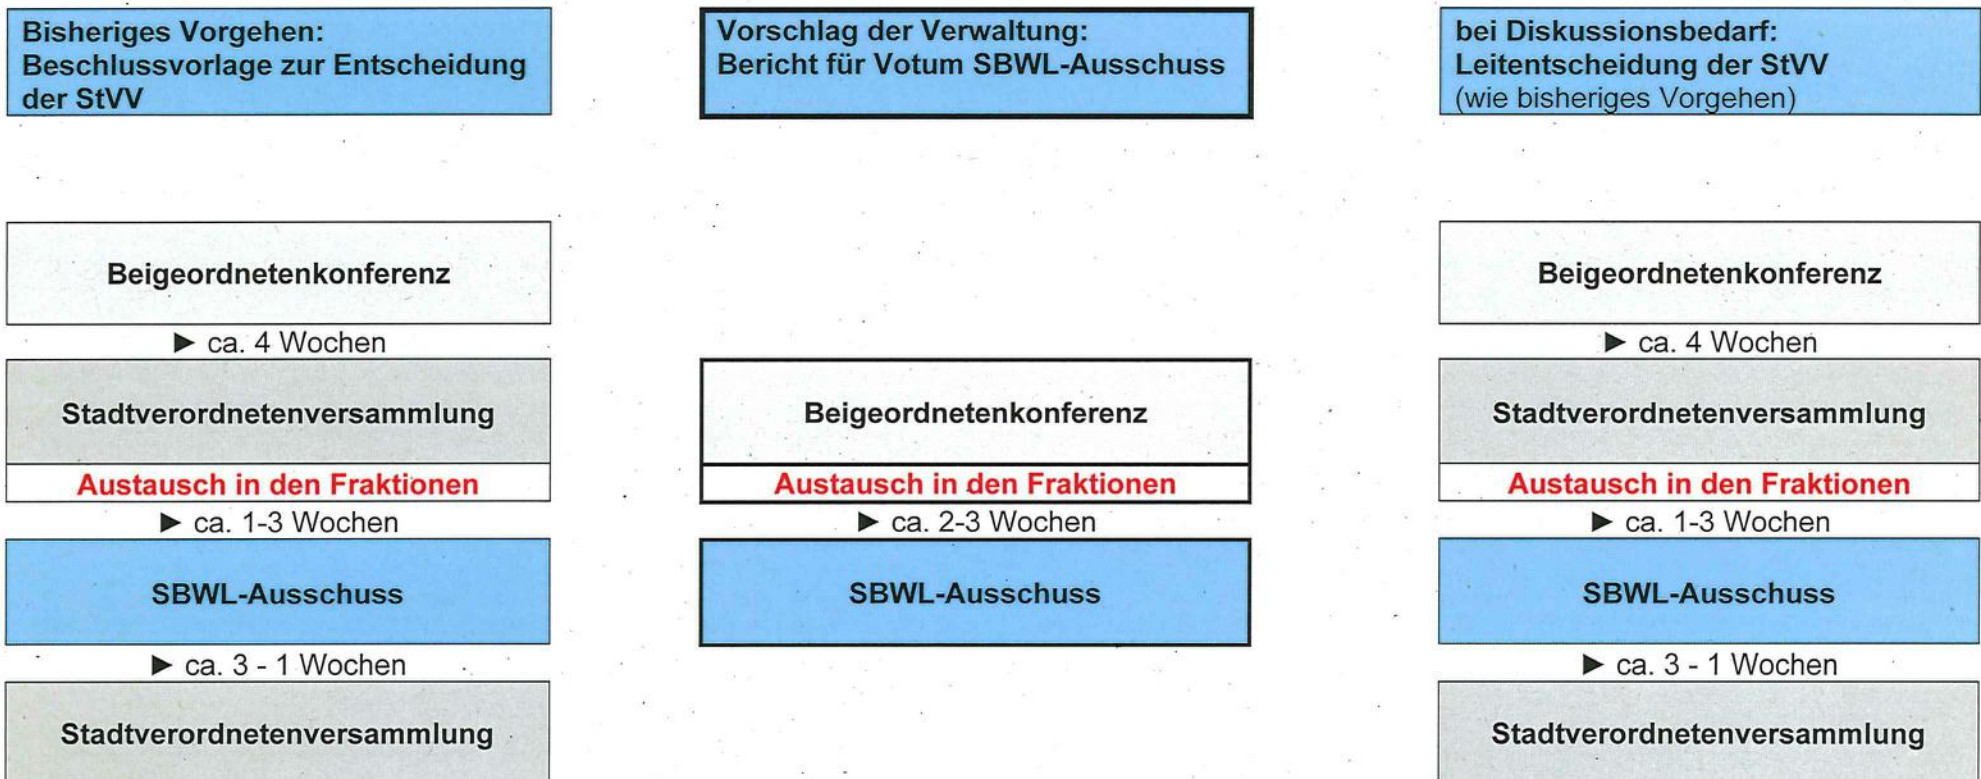 Bisheriges Vorgehen:
Beschlussvorlage zur Entscheidung
der StVV
Beigeordnetenkonferenz
► ca. 4 Wochen
Stadtverordnetenversammlung
Austausch in den Fraktionen
► ca. 1-3 Wochen
SBWL-Ausschuss
► ca. 3 - 1 Wochen
Stadtverordnetenversammlung
Vorschlag der Verwaltung:
Bericht für Votum SBWL-Ausschuss
Beigeordnetenkonferenz
Austausch in den Fraktionen
► ca. 2-3 Wochen
SBWL-Ausschuss
bei Diskussionsbedarf:
Leitentscheidung der StVV
(wie bisheriges Vorgehen)
Beigeordnetenkonferenz
► ca. 4 Wochen
Stadtverordnetenversammlung
Austausch in den Fraktionen
► ca. 1-3 Wochen
SBWL-Ausschuss
► ca. 3 - 1 Wochen
Stadtverordnetenversammlung